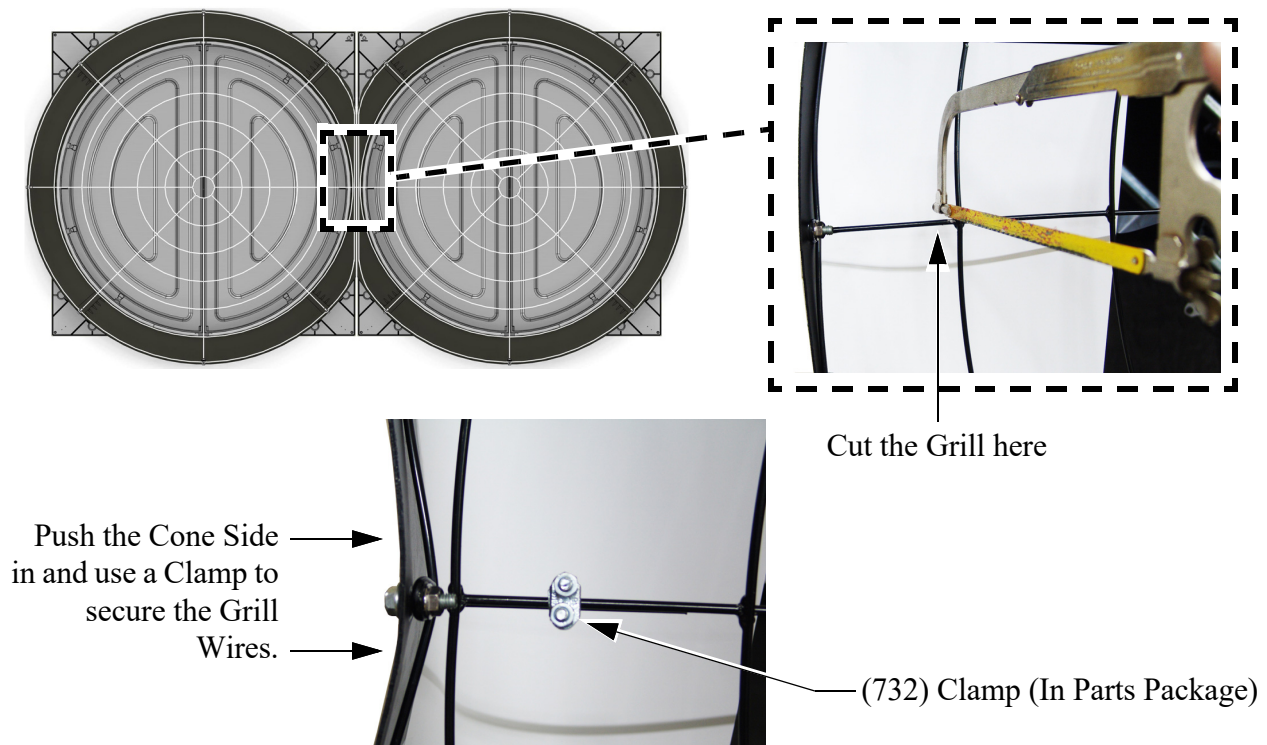 Cut the Grill here
Push the Cone Side
in and use a Clamp to
secure the Grill
Wires.
(732) Clamp (In Parts Package)